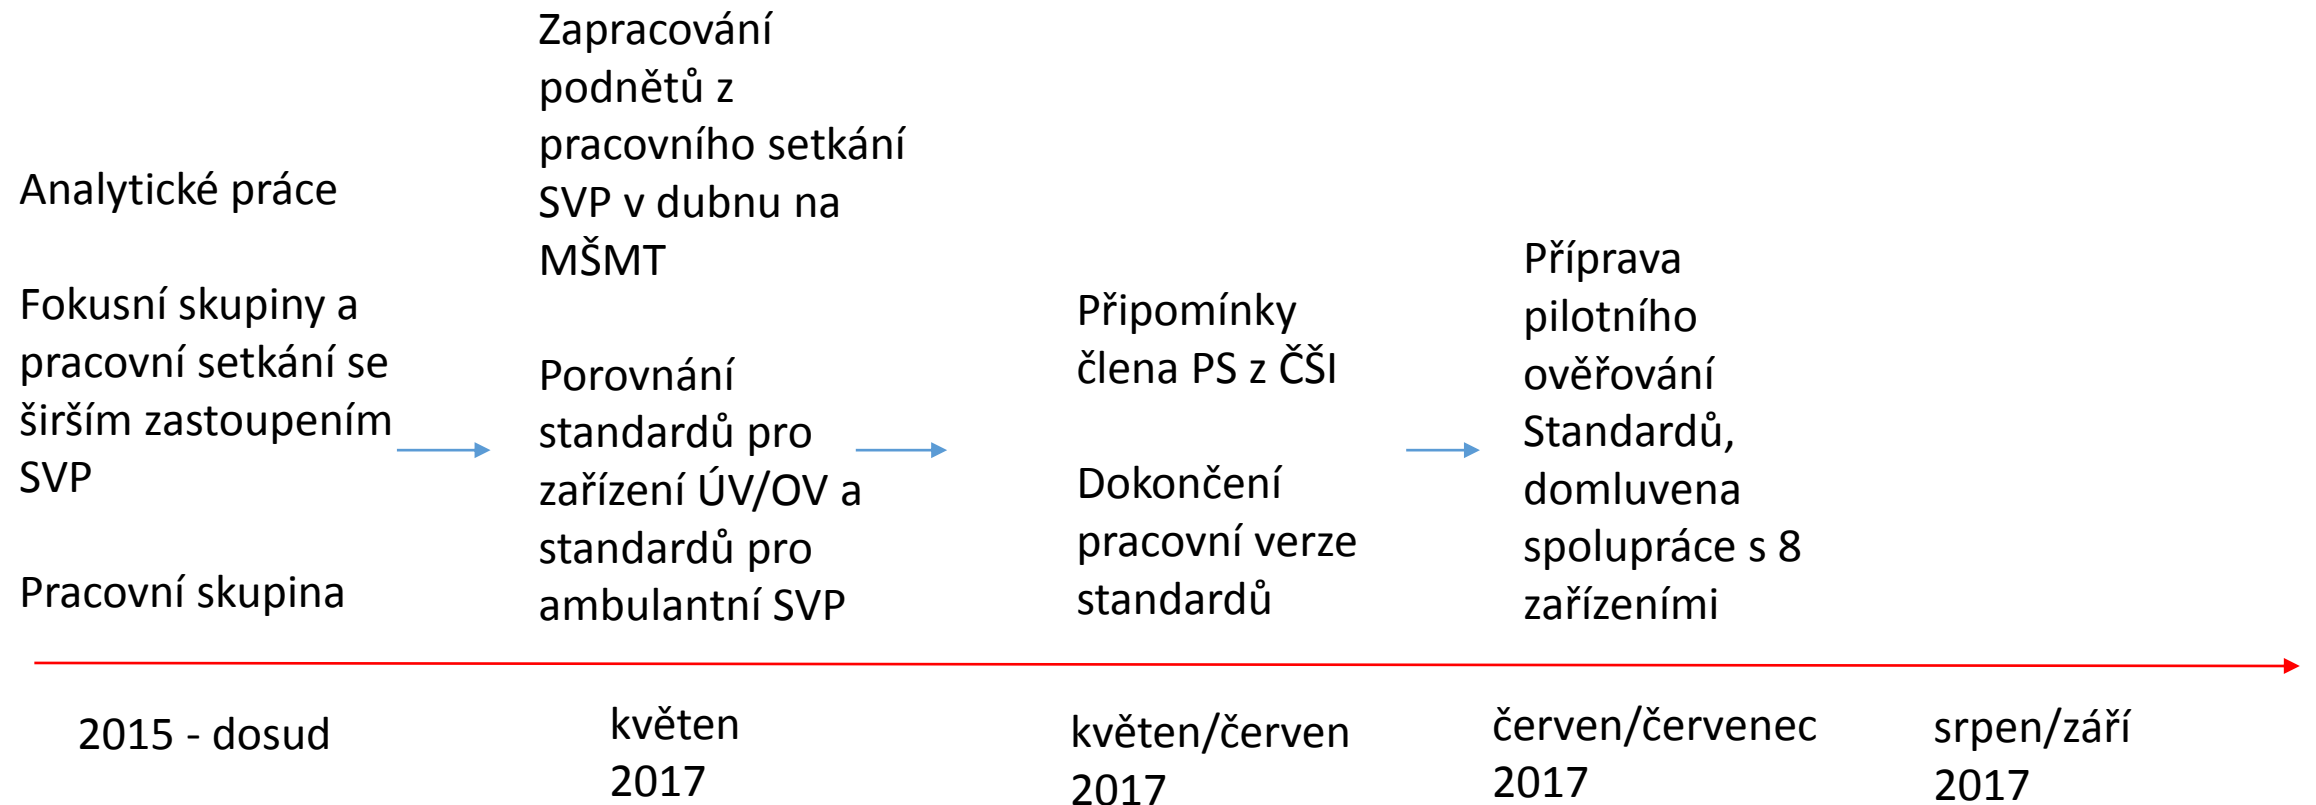 Analytické práce
Fokusní skupiny a
pracovní setkání se
širším zastoupením
SVP
Pracovní skupina
Zapracování
podnětů z
pracovního setkání
SVP v dubnu na
MŠMT
Porovnání
standardů pro
zařízení ÚV/OV a
standardů pro
ambulantní SVP
Připomínky
člena PS z ČŠI
Dokončení
pracovní verze
standardů
Příprava
pilotního
ověřování
Standardů,
domluvena
spolupráce s 8
zařízeními
2015 - dosud
květen
2017
květen/červen
2017
červen/červenec
2017
srpen/září
2017